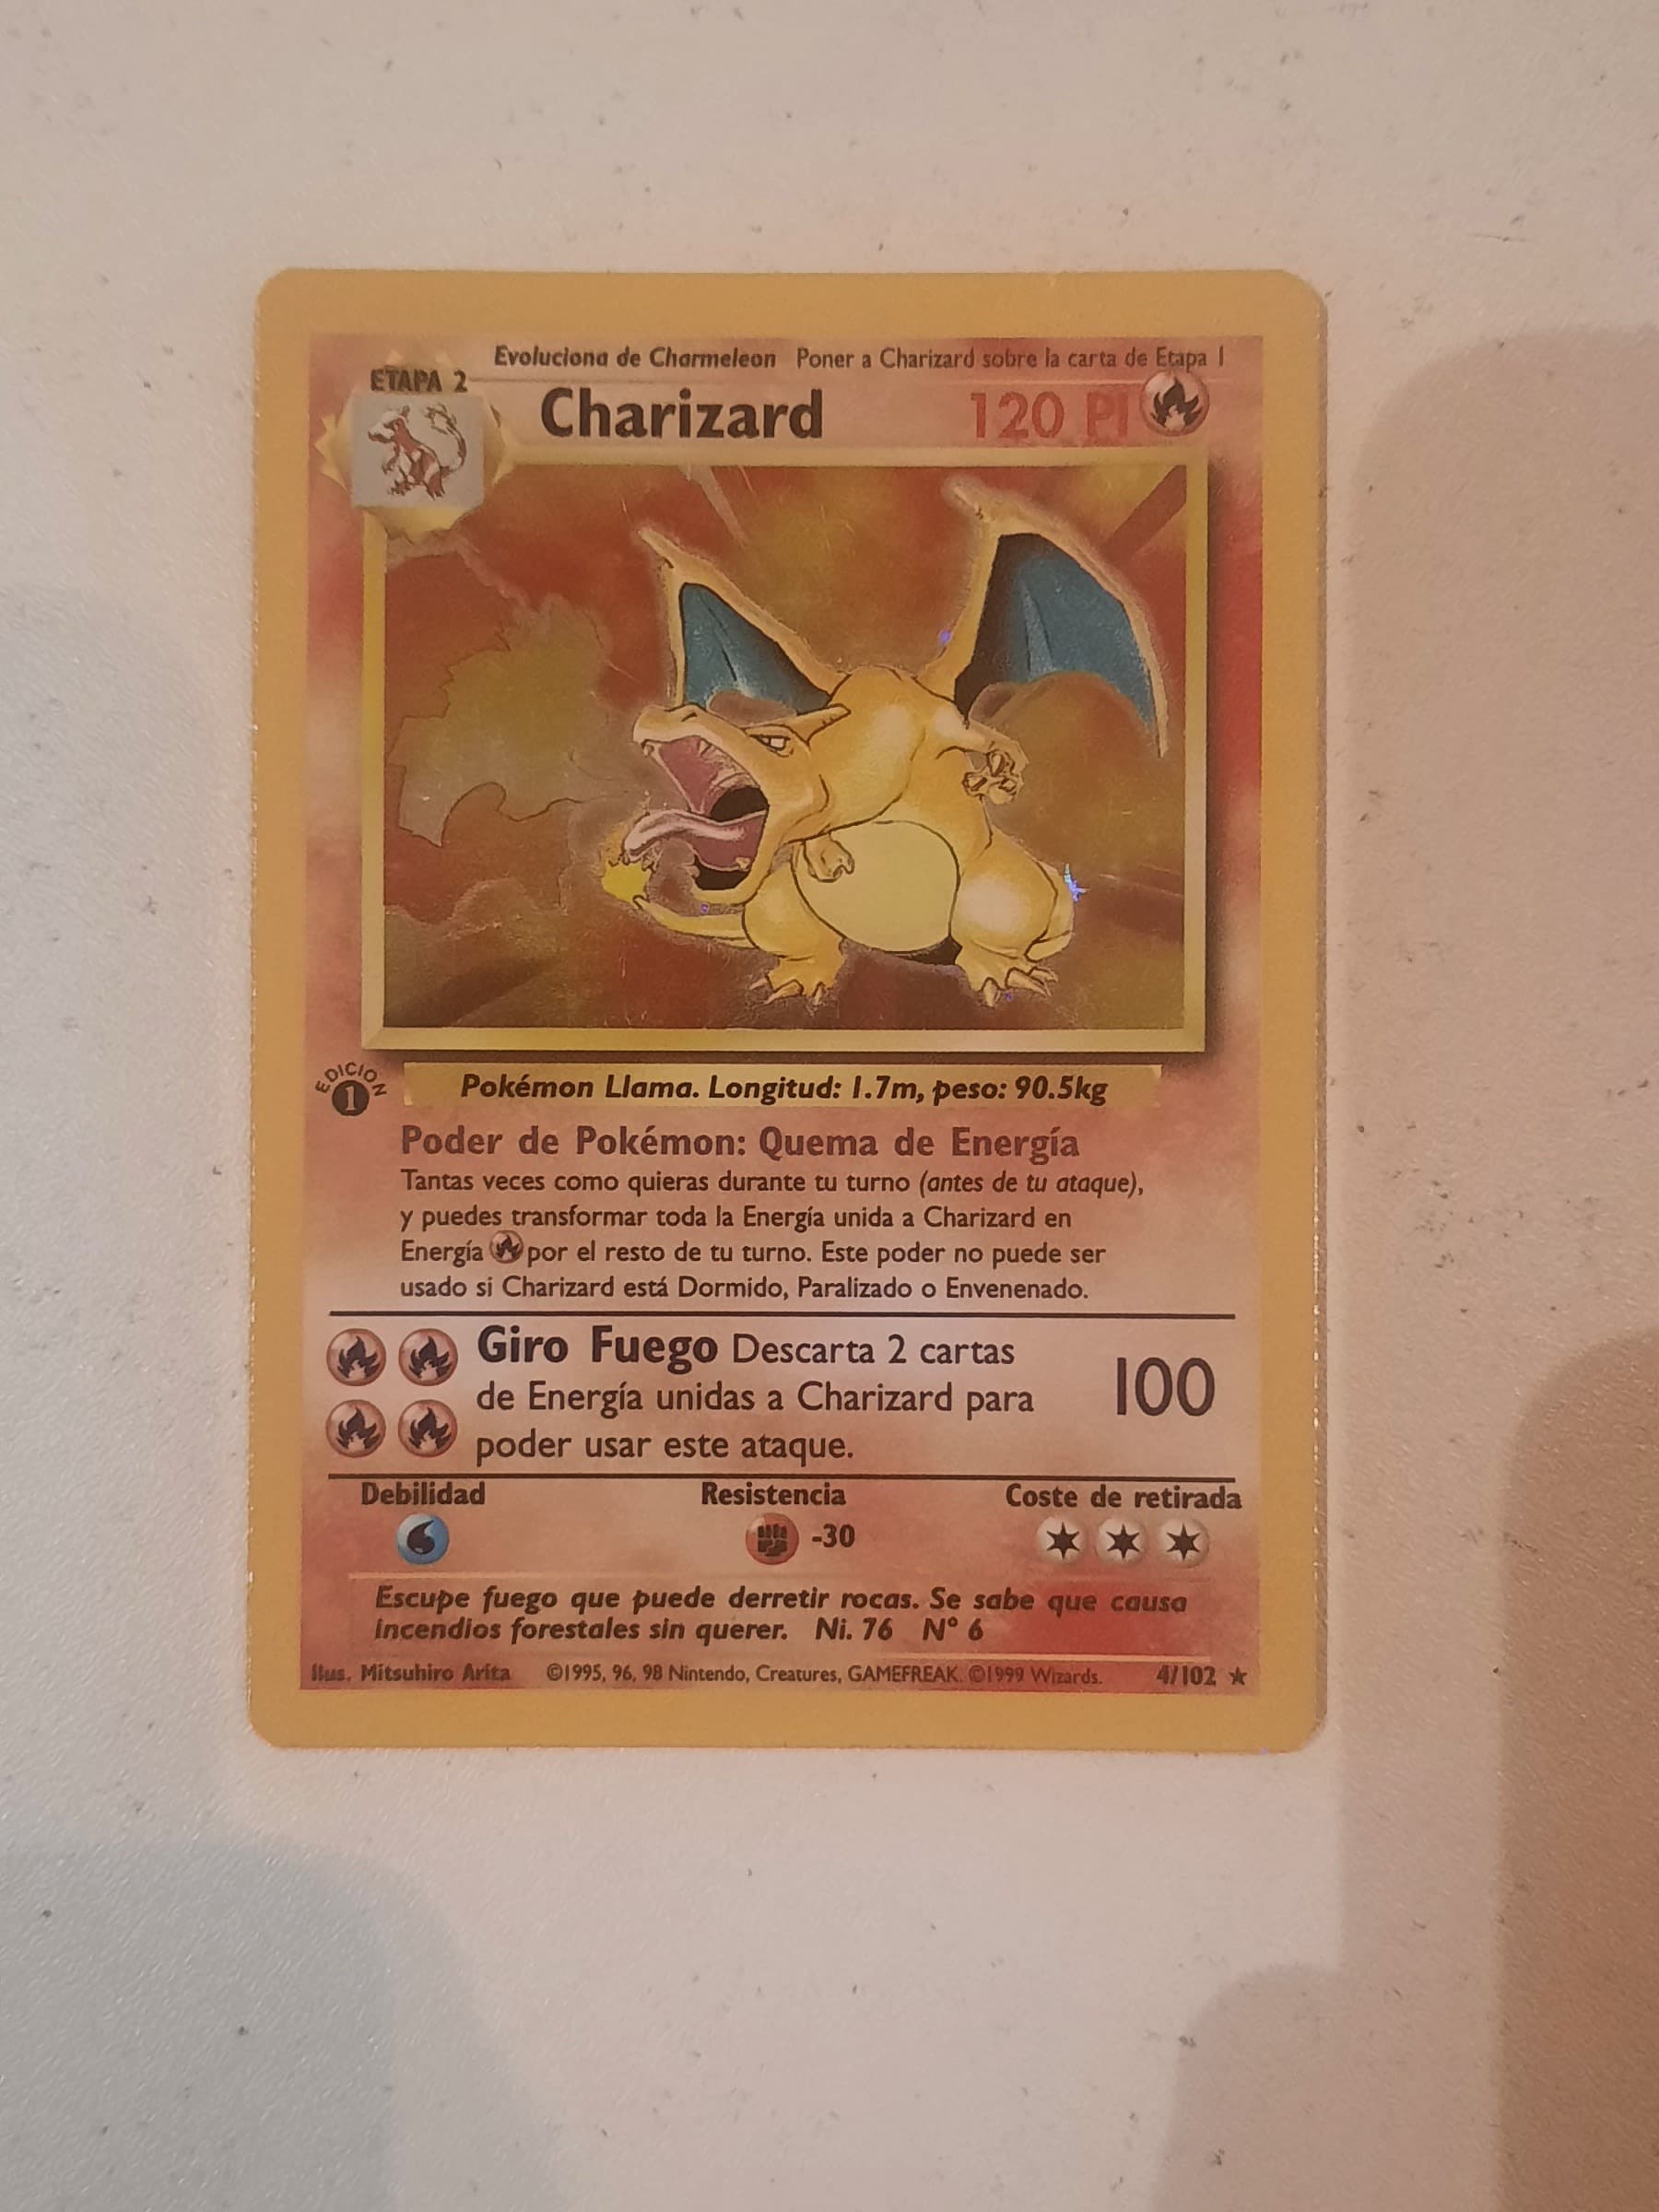 Evoluciona de Charmeleon Poner a Charizard sobre la carta de Etapa 1
ETAPA 2
Charizard 120 PI
EDICION
1
Pokémon Llama. Longitud: 1.7m, peso: 90.5kg
Poder de Pokémon: Quema de Energía
Tantas veces como quieras durante tu turno (antes de tu ataque),
y puedes transformar toda la Energía unida a Charizard en
Energía por el resto de tu turno. Este poder no puede ser
usado si Charizard está Dormido, Paralizado o Envenenado.
Giro Fuego Descarta 2 cartas
de Energía unidas a Charizard para
poder usar este ataque.
100
Debilidad Resistencia Coste de retirada
-30
Escupe fuego que puede derretir rocas. Se sabe que causa
incendios forestales sin querer. Ni. 76 Nº 6
Ilus. Mitsuhiro Arita ©1995, 96, 98 Nintendo, Creatures, GAMEFREAK. ©1999 Wizards. 4/102 ★